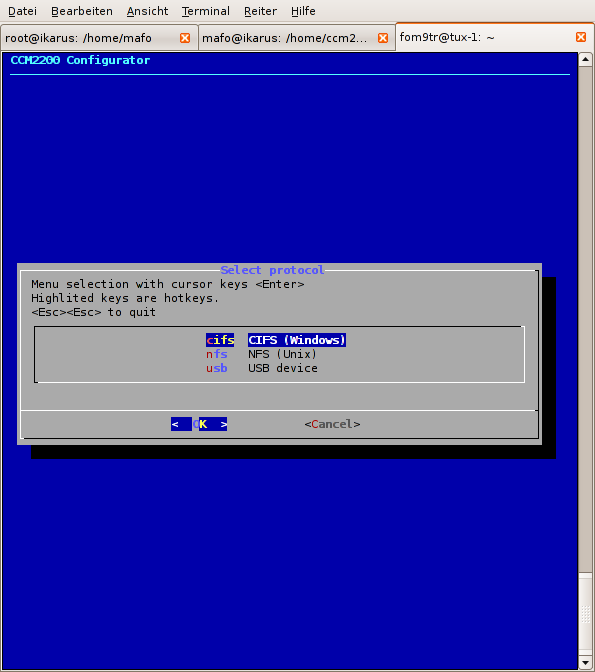 Datei Bearbeiten Ansicht Terminal Reiter Hilfe
root@ikarus: /home/mafo mafo@ikarus: /home/ccm2... fom9tr@tux-1: ~
CCM2200 Configurator
Select protocol
Menu selection with cursor keys <Enter>
Highlited keys are hotkeys.
<Esc><Esc> to quit
cifs CIFS (Windows)
nfs NFS (Unix)
usb USB device
< OK > <Cancel>